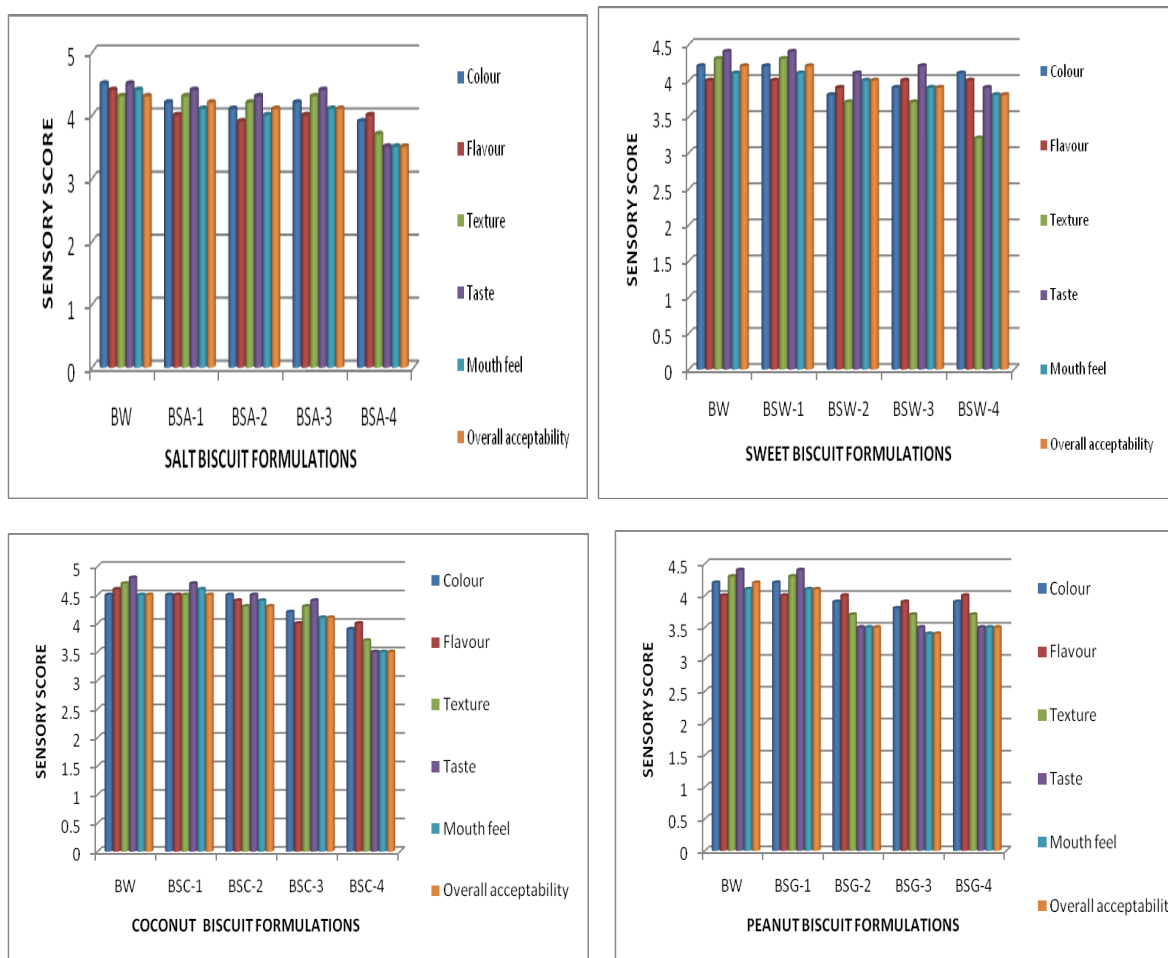 5
4
3
2
1
0
SENSORY SCORE
BW BSA-1 BSA-2 BSA-3 BSA-4
SALT BISCUIT FORMULATIONS
Colour
Flavour
Texture
Taste
Mouth feel
Overall acceptability
4.5
4
3.5
3
2.5
2
1.5
1
0.5
0
SENSORY SCORE
BW BSW-1 BSW-2 BSW-3 BSW-4
SWEET BISCUIT FORMULATIONS
Colour
Flavour
Texture
Taste
Mouth feel
Overall acceptability
5
4.5
4
3.5
3
2.5
2
1.5
1
0.5
0
SENSORY SCORE
BW BSC-1 BSC-2 BSC-3 BSC-4
COCONUT BISCUIT FORMULATIONS
Colour
Flavour
Texture
Taste
Mouth feel
Overall acceptability
4.5
4
3.5
3
2.5
2
1.5
1
0.5
0
SENSORY SCORE
BW BSG-1 BSG-2 BSG-3 BSG-4
PEANUT BISCUIT FORMULATIONS
Colour
Flavour
Texture
Taste
Mouth feel
Overall acceptabilit